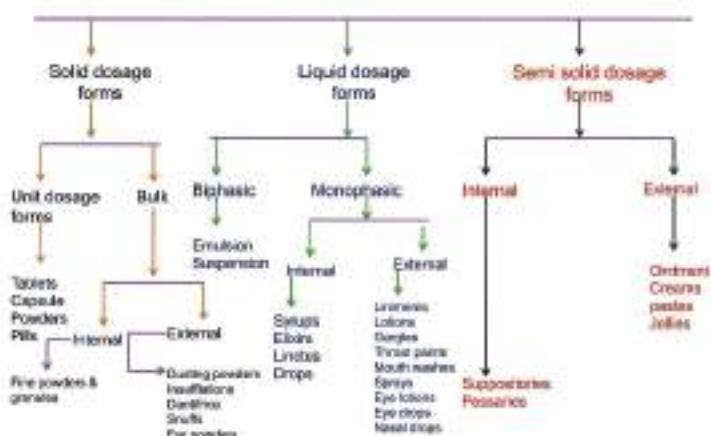 Solid dosage
forms
Liquid dosage
forms
Semi solid dosage
forms
Unit dosage
forms
Bulk
Biphasic
Monophasic
Internal
External
Emulsion
Suspension
Internal
External
Tablets
Capsule
Powders
Pills
Internal
External
Syrups
Elixirs
Linctus
Drops
Liniments
Lotions
Gargles
Throat paints
Mouth washes
Sprays
Eye lotions
Eye drops
Nasal drops
Ointment
Creams
pastes
Jellies
Fine powders &
granules
Dusting powders
Insufflations
Dentifrice
Snuffs
Ear powders
Suppositories
Pessaries